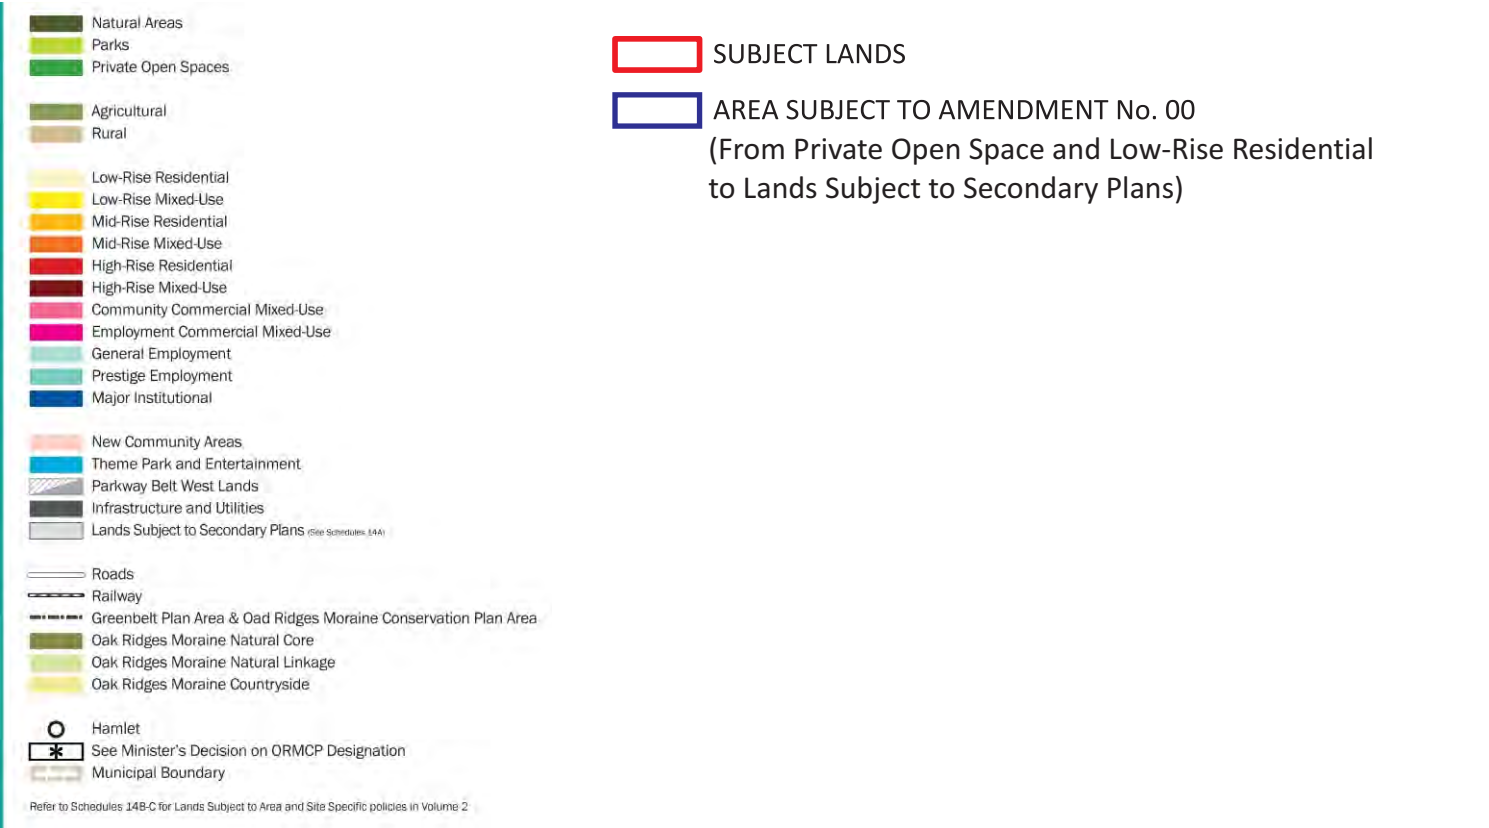 Natural Areas
Parks
Private Open Spaces
Agricultural
Rural
Low-Rise Residential
Low-Rise Mixed-Use
Mid-Rise Residential
Mid-Rise Mixed-Use
High-Rise Residential
High-Rise Mixed-Use
Community Commercial Mixed-Use
Employment Commercial Mixed-Use
General Employment
Prestige Employment
Major Institutional
New Community Areas
Theme Park and Entertainment
Parkway Belt West Lands
Infrastructure and Utilities
Lands Subject to Secondary Plans (See Schedules 14A)
Roads
Railway
Greenbelt Plan Area & Oad Ridges Moraine Conservation Plan Area
Oak Ridges Moraine Natural Core
Oak Ridges Moraine Natural Linkage
Oak Ridges Moraine Countryside
Hamlet
See Minister's Decision on ORMCP Designation
Municipal Boundary
Refer to Schedules 14B-C for Lands Subject to Area and Site Specific policies in Volume 2
SUBJECT LANDS
AREA SUBJECT TO AMENDMENT No. 00
(From Private Open Space and Low-Rise Residential
to Lands Subject to Secondary Plans)